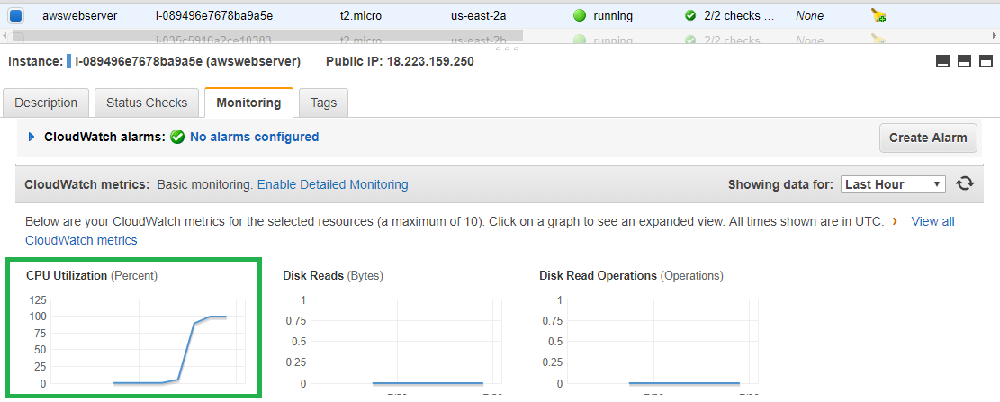 awswebserver i-089496e7678ba9a5e t2.micro us-east-2a running 2/2 checks ... None
i-035c5916a2ce10383 t2.micro us-east-2b running 2/2 checks None
Instance: i-089496e7678ba9a5e (awswebserver) Public IP: 18.223.159.250
Description Status Checks Monitoring Tags
CloudWatch alarms: No alarms configured Create Alarm
CloudWatch metrics: Basic monitoring. Enable Detailed Monitoring Showing data for: Last Hour
Below are your CloudWatch metrics for the selected resources (a maximum of 10). Click on a graph to see an expanded view. All times shown are in UTC. › View all
CloudWatch metrics
CPU Utilization (Percent) Disk Reads (Bytes) Disk Read Operations (Operations)
125 1 1
100 0.75 0.75
75 0.5 0.5
50 0.25 0.25
25 0 0
0